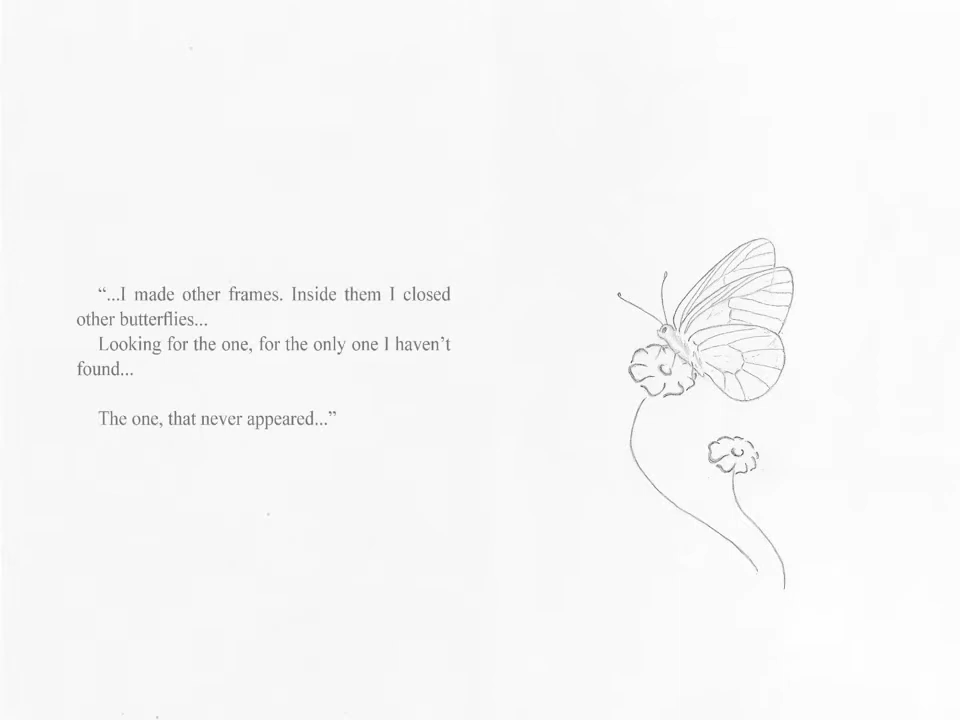 “...I made other frames. Inside them I closed
other butterflies...
Looking for the one, for the only one I haven’t
found...
The one, that never appeared...”